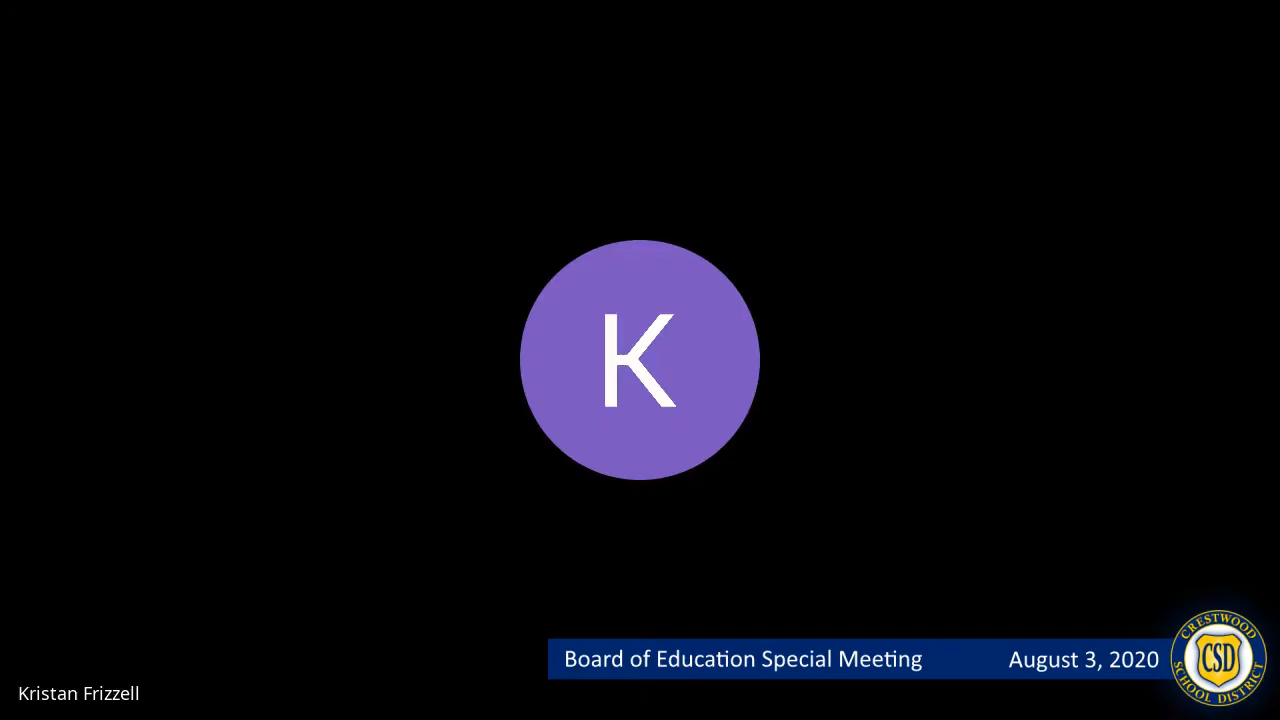 K
Board of Education Special Meeting August 3, 2020
CRESTWOOD
CSD
SCHOOL DISTRICT
Kristan Frizzell